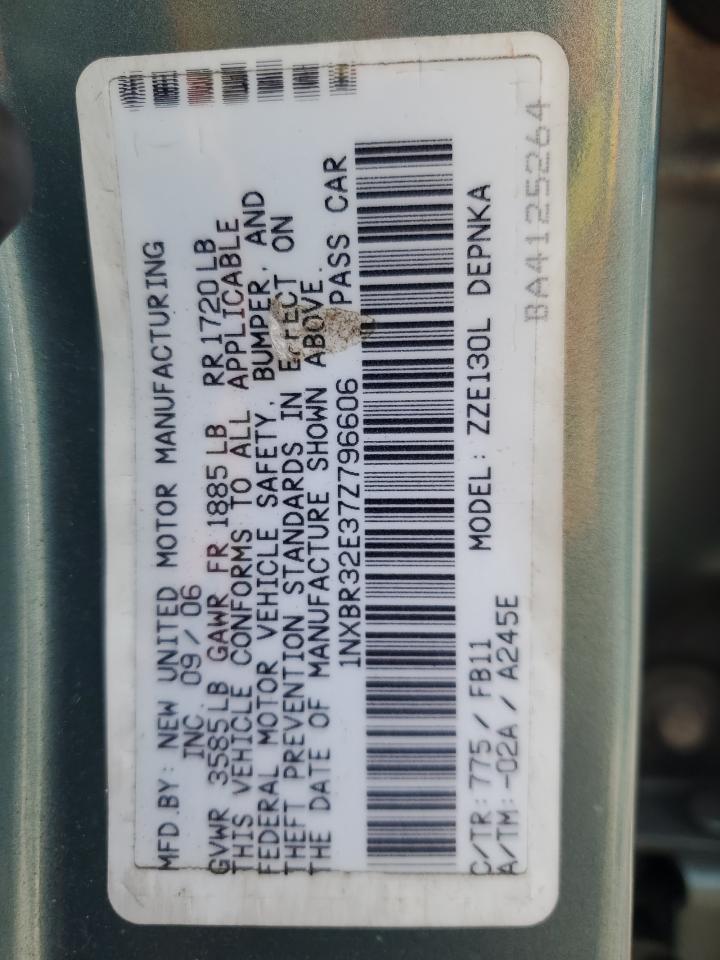 MFD.BY: NEW UNITED MOTOR MANUFACTURING
INC. 09/06
GVWR 3585LB GAWR FR 1885LB RR1720LB
THIS VEHICLE CONFORMS TO ALL APPLICABLE
FEDERAL MOTOR VEHICLE SAFETY, BUMPER, AND
THEFT PREVENTION STANDARDS IN EFFECT ON
THE DATE OF MANUFACTURE SHOWN ABOVE.
1NXBR32E37Z796606 PASS CAR
C/TR: 775/FB11 MODEL: ZZE130L DEPNKA
A/TM:-02A/A245E
BA4125264